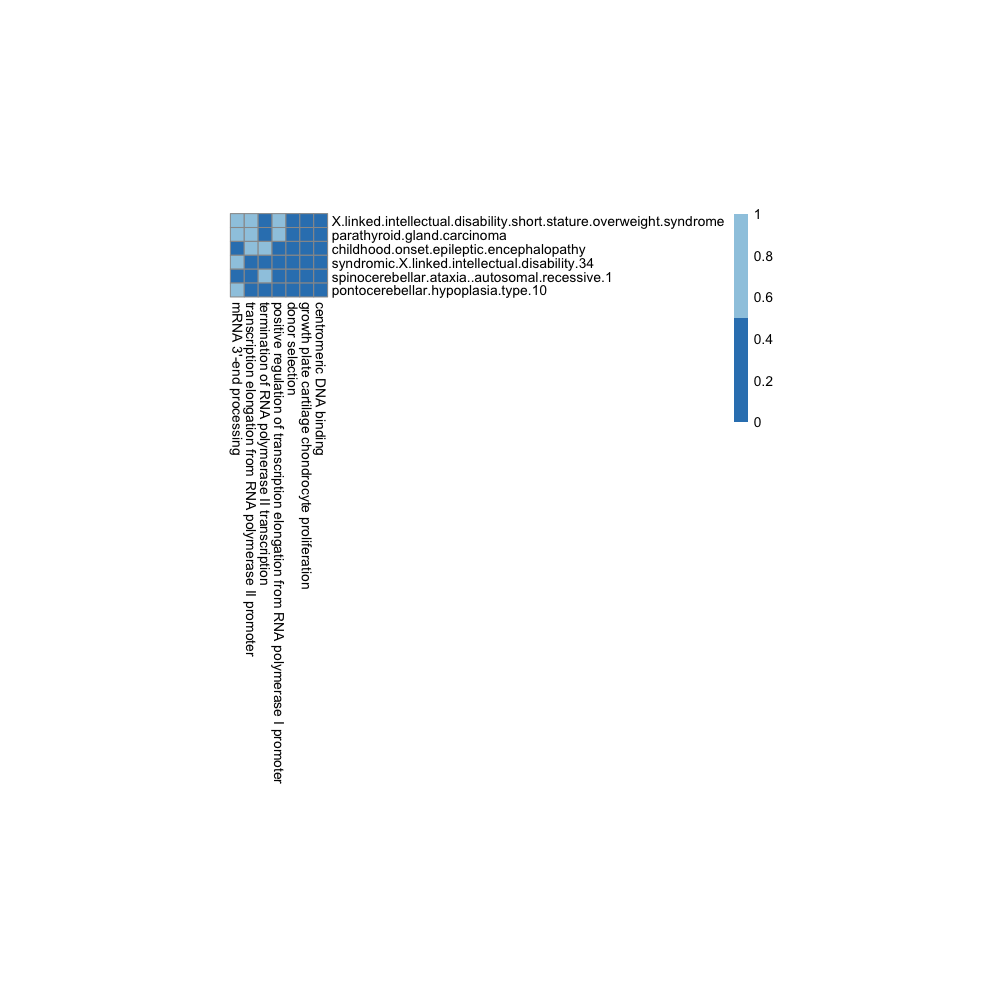 X.linked.intellectual.disability.short.stature.overweight.syndrome
parathyroid.gland.carcinoma
childhood.onset.epileptic.encephalopathy
syndromic.X.linked.intellectual.disability.34
spinocerebellar.ataxia..autosomal.recessive.1
pontocerebellar.hypoplasia.type.10
mRNA 3'-end processing
transcription elongation from RNA polymerase II promoter
termination of RNA polymerase II transcription
positive regulation of transcription elongation from RNA polymerase I promoter
donor selection
growth plate cartilage chondrocyte proliferation
centromeric DNA binding
1
0.8
0.6
0.4
0.2
0